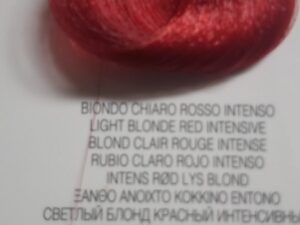 BIONDO CHIARO ROSSO INTENSO
LIGHT BLONDE RED INTENSIVE
BLOND CLAIR ROUGE INTENSE
RUBIO CLARO ROJO INTENSO
INTENS RØD LYS BLOND
ΞΑΝΘΟ ΑΝΟΙΧΤΟ ΚΟΚΚΙΝΟ ΕΝΤΟΝΟ
СВЕТЛЫЙ БЛОНД КРАСНЫЙ ИНТЕНСИВНЫ